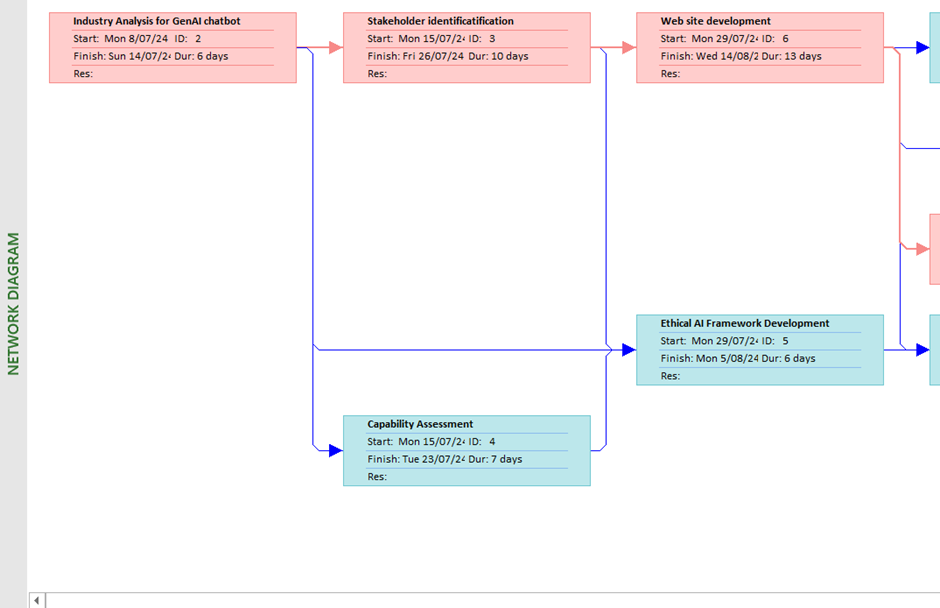 NETWORK DIAGRAM
Industry Analysis for GenAI chatbot
Start: Mon 8/07/24 ID: 2
Finish: Sun 14/07/2 Dur: 6 days
Res:
Stakeholder identificatification
Start: Mon 15/07/2 ID: 3
Finish: Fri 26/07/24 Dur: 10 days
Res:
Web site development
Start: Mon 29/07/2 ID: 6
Finish: Wed 14/08/2 Dur: 13 days
Res:
Ethical AI Framework Development
Start: Mon 29/07/2 ID: 5
Finish: Mon 5/08/24 Dur: 6 days
Res:
Capability Assessment
Start: Mon 15/07/2 ID: 4
Finish: Tue 23/07/24 Dur: 7 days
Res: